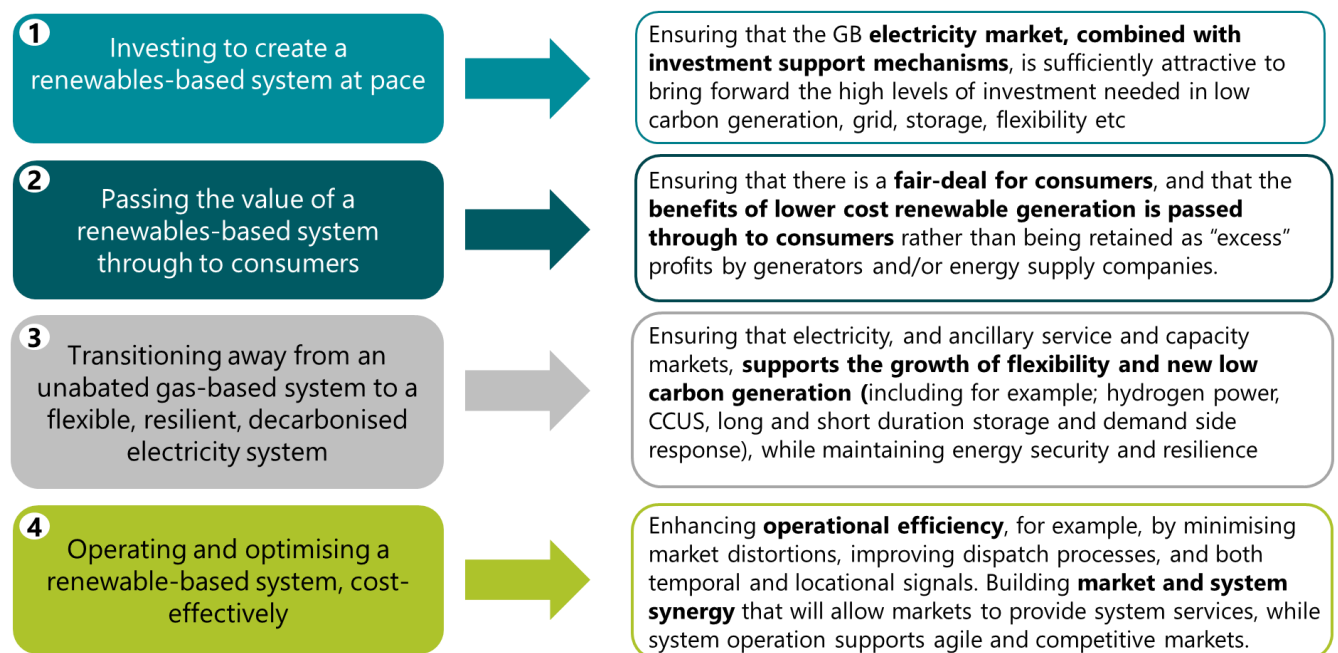 1
Investing to create a
renewables-based system at pace
Ensuring that the GB electricity market, combined with
investment support mechanisms, is sufficiently attractive to
bring forward the high levels of investment needed in low
carbon generation, grid, storage, flexibility etc
2
Passing the value of a
renewables-based system
through to consumers
Ensuring that there is a fair-deal for consumers, and that the
benefits of lower cost renewable generation is passed
through to consumers rather than being retained as “excess”
profits by generators and/or energy supply companies.
3
Transitioning away from an
unabated gas-based system to a
flexible, resilient, decarbonised
electricity system
Ensuring that electricity, and ancillary service and capacity
markets, supports the growth of flexibility and new low
carbon generation (including for example; hydrogen power,
CCUS, long and short duration storage and demand side
response), while maintaining energy security and resilience
4
Operating and optimising a
renewable-based system, cost-
effectively
Enhancing operational efficiency, for example, by minimising
market distortions, improving dispatch processes, and both
temporal and locational signals. Building market and system
synergy that will allow markets to provide system services, while
system operation supports agile and competitive markets.